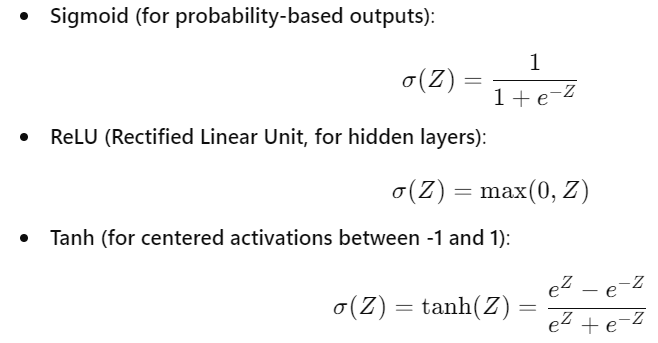 • Sigmoid (for probability-based outputs):
σ(Z) = 1 / (1 + e^{-Z})
• ReLU (Rectified Linear Unit, for hidden layers):
σ(Z) = max(0, Z)
• Tanh (for centered activations between -1 and 1):
σ(Z) = tanh(Z) = (e^Z − e^{-Z}) / (e^Z + e^{-Z})